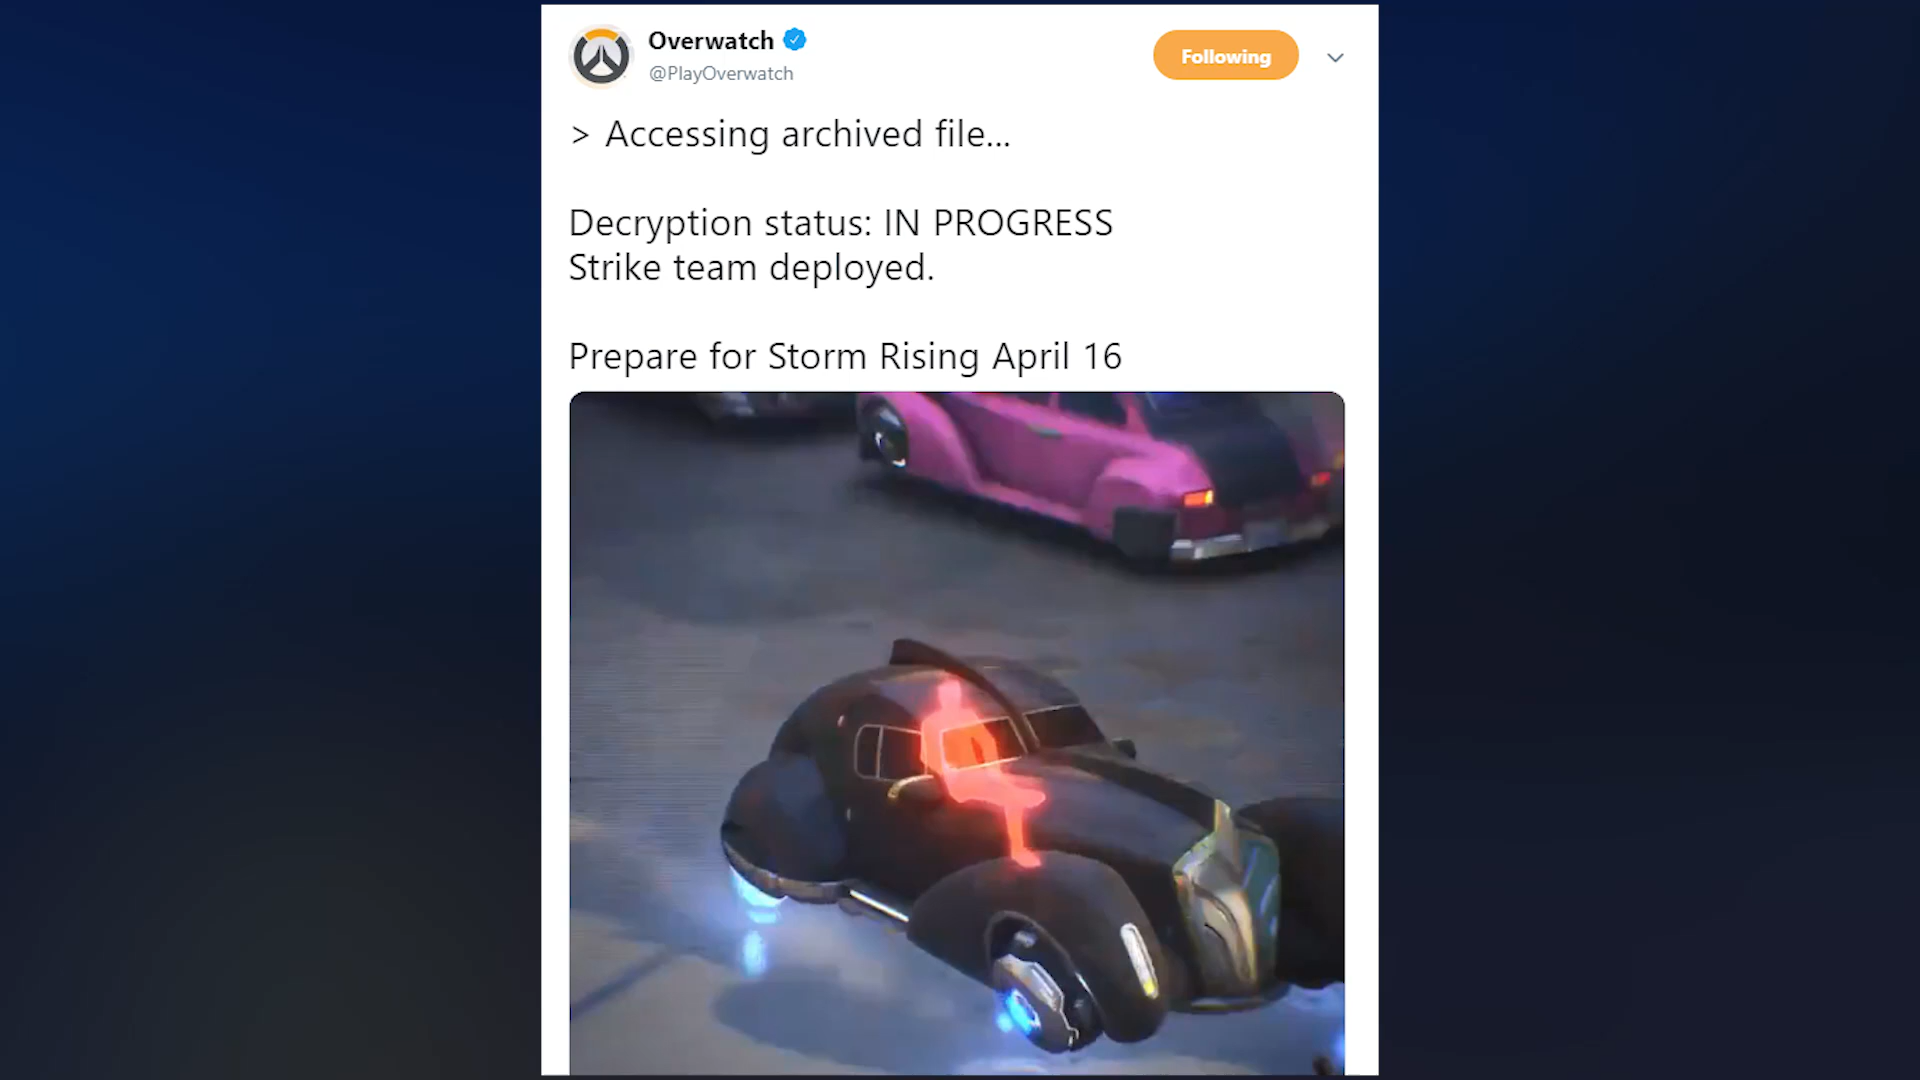 Overwatch
@PlayOverwatch
Following
> Accessing archived file...
Decryption status: IN PROGRESS
Strike team deployed.
Prepare for Storm Rising April 16